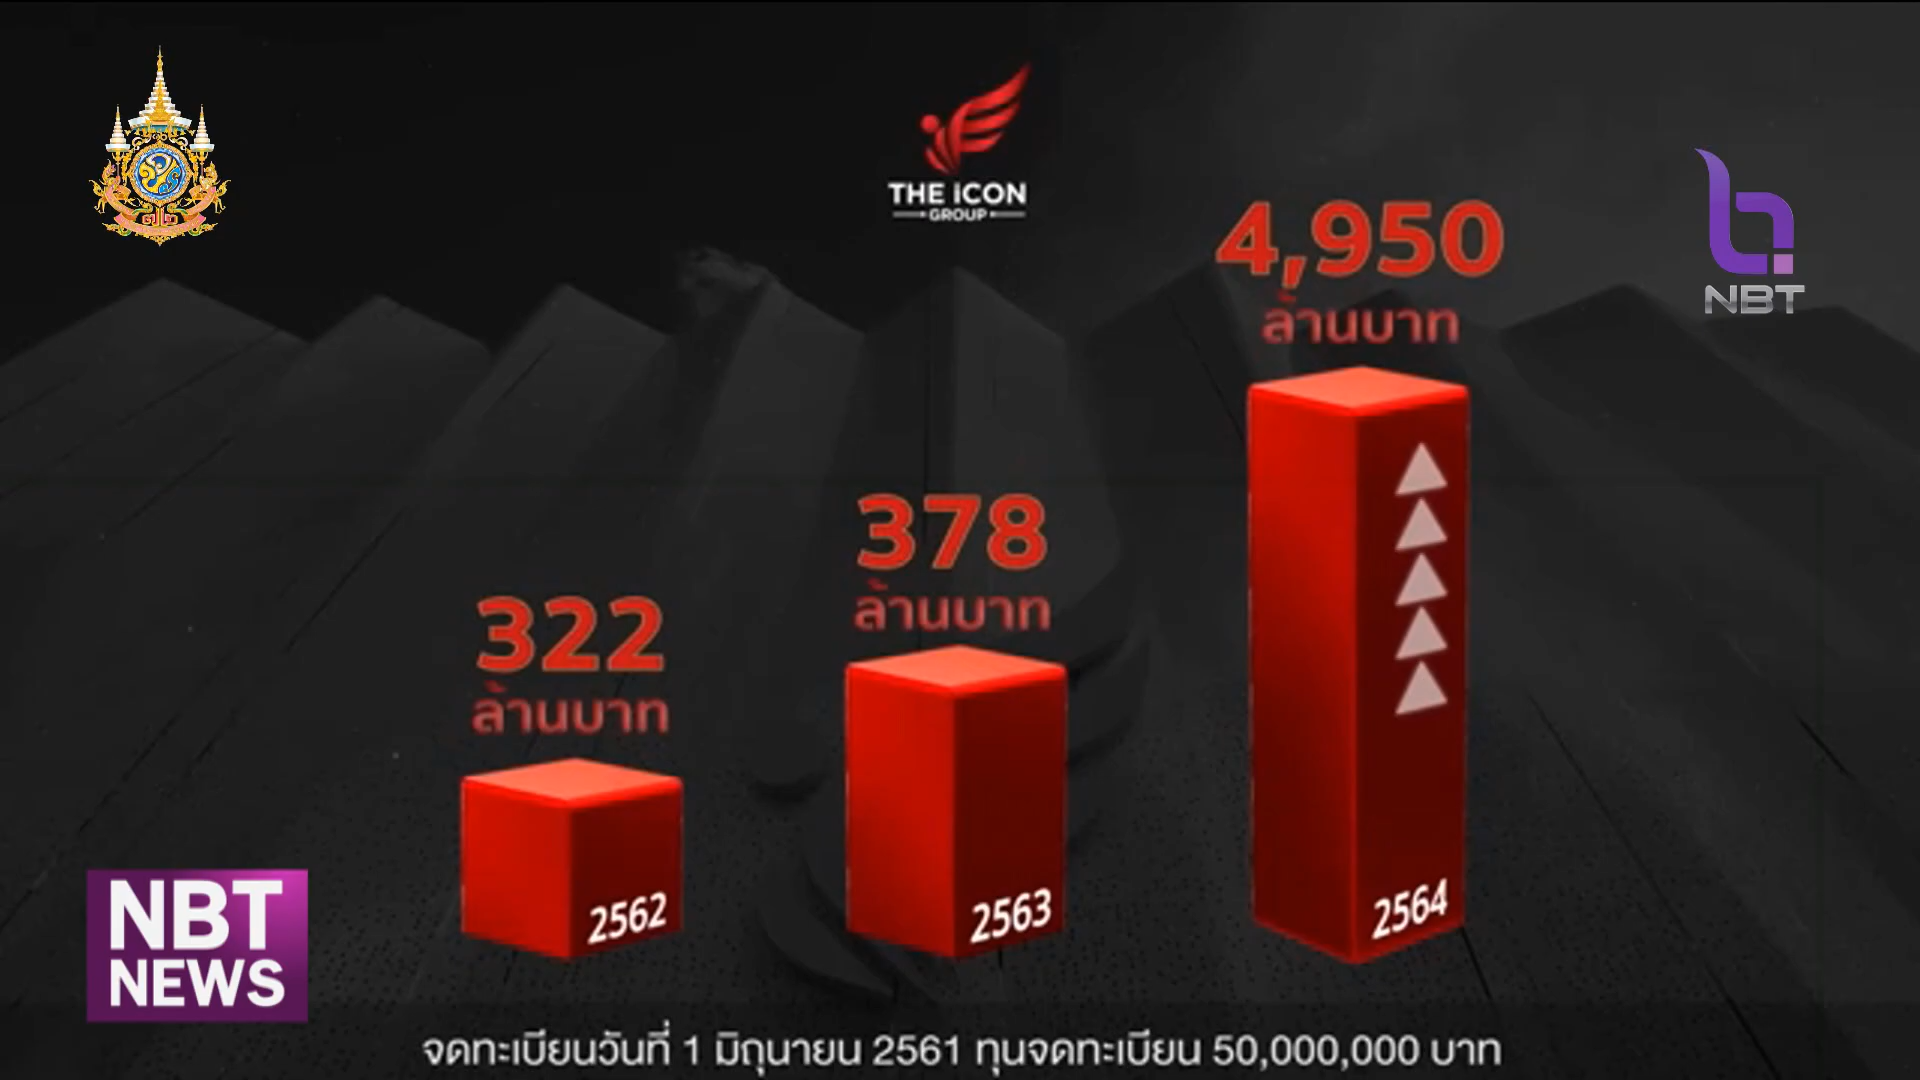 THE iCON
GROUP
4,950
ล้านบาท
NBT
378
ล้านบาท
322
ล้านบาท
2562
2563
2564
NBT
NEWS
จดทะเบียนวันที่ 1 มิถุนายน 2561 ทุนจดทะเบียน 50,000,000 บาท